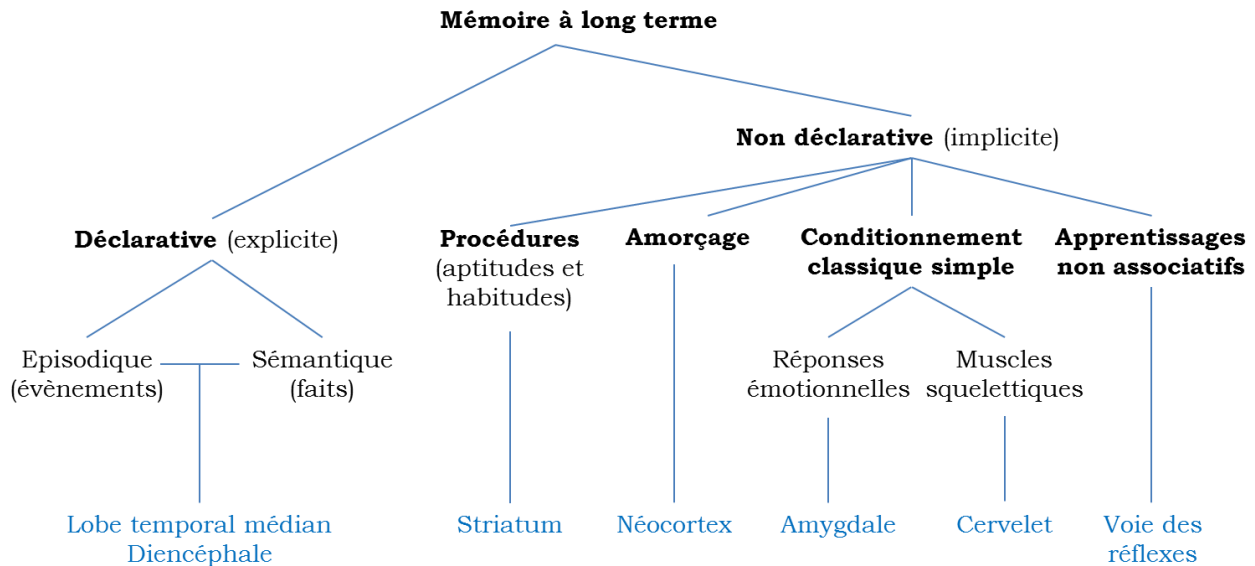 Mémoire à long terme
Non déclarative (implicite)
Déclarative (explicite)
Procédures
(aptitudes et
habitudes)
Amorçage
Conditionnement
classique simple
Apprentissages
non associatifs
Episodique
(évènements)
Sémantique
(faits)
Réponses
émotionnelles
Muscles
squelettiques
Lobe temporal médian
Diencéphale
Striatum
Néocortex
Amygdale
Cervelet
Voie des
réflexes